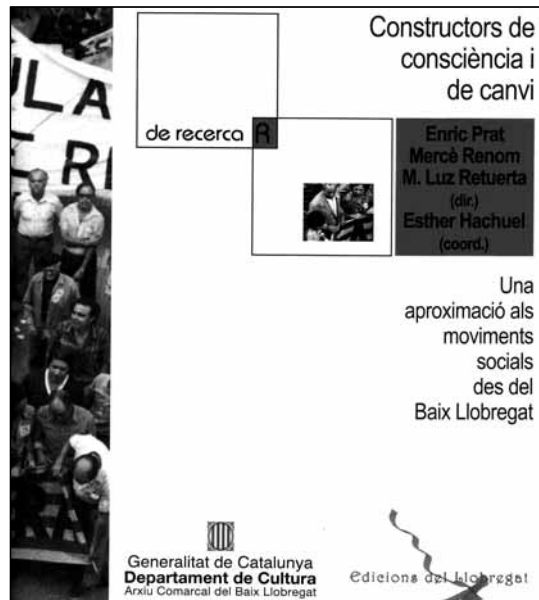 Constructors de
consciència i
de canvi
de recerca R
Enric Prat
Mercè Renom
M. Luz Retuerta
(dir.)
Esther Hachuel
(coord.)
Una
aproximació als
moviments
socials
des del
Baix Llobregat
Generalitat de Catalunya
Departament de Cultura
Arxiu Comarcal del Baix Llobregat
Edicions del Llobregat